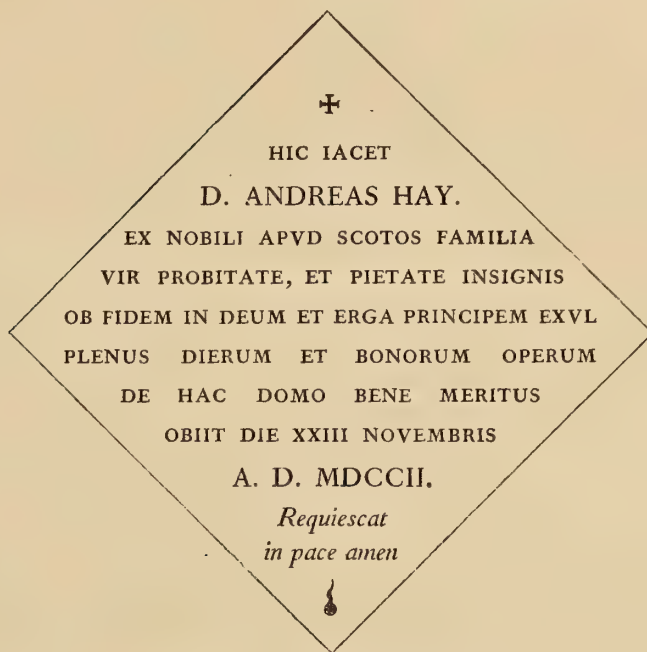 HIC IACET
D. ANDREAS HAY.
EX NOBILI APVD SCOTOS FAMILIA
VIR PROBITATE, ET PIETATE INSIGNIS
OB FIDEM IN DEUM ET ERGA PRINCIPEM EXVL
PLENUS DIERUM ET BONORUM OPERUM
DE HAC DOMO BENE MERITUS
OBIIT DIE XXIII NOVEMBRIS
A. D. MDCCII.
Requiescat
in pace amen